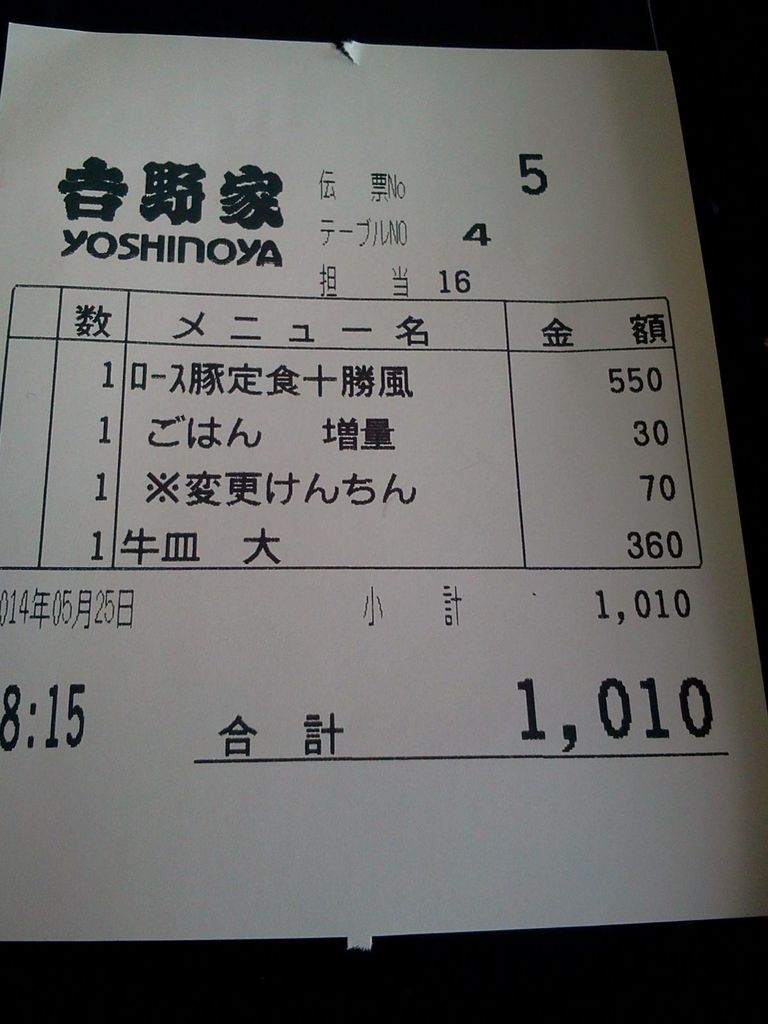 吉野家
YOSHINOYA
伝票No 5
テーブルNO 4
担当 16
数 メニュー名 金額
1 ロース豚定食十勝風 550
1 ごはん 増量 30
1 ※変更けんちん 70
1 牛皿 大 360
014年05月25日 小計 1,010
8:15 合計 1,010